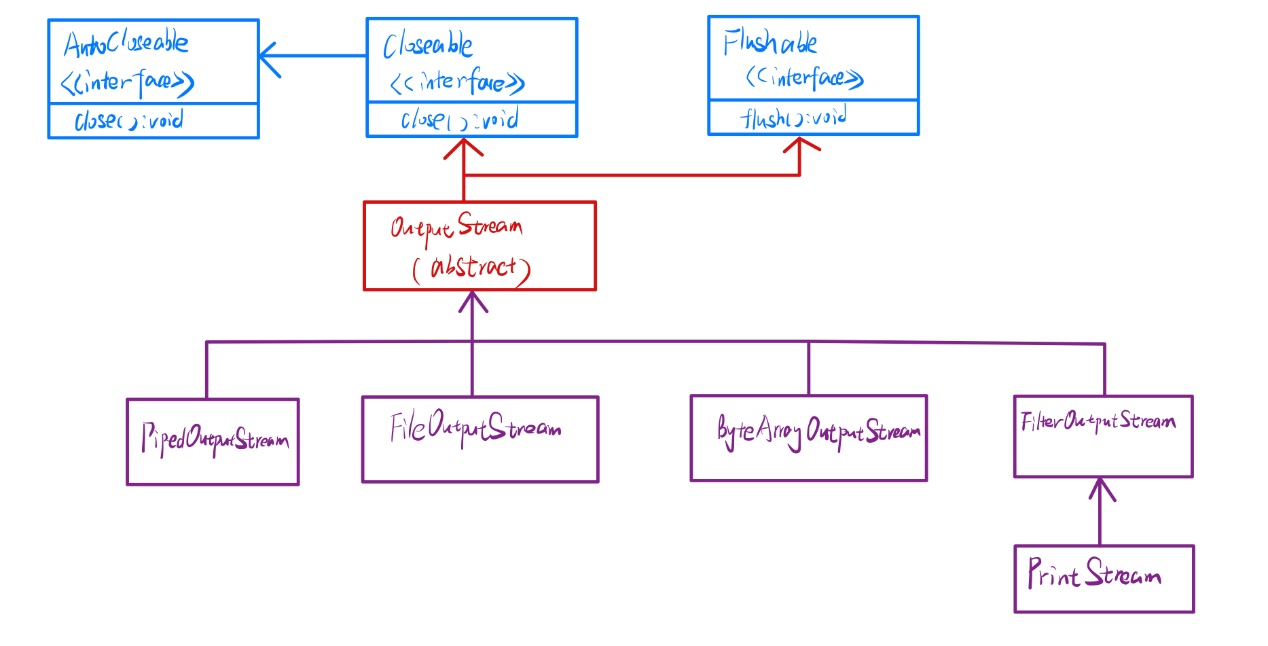 AutoCloseable
<<interface>>
close():void
Closeable
<<interface>>
close():void
Flushable
<<interface>>
flush():void
OutputStream
(abstract)
PipedOutputStream
FileOutputStream
ByteArrayOutputStream
FilterOutputStream
PrintStream